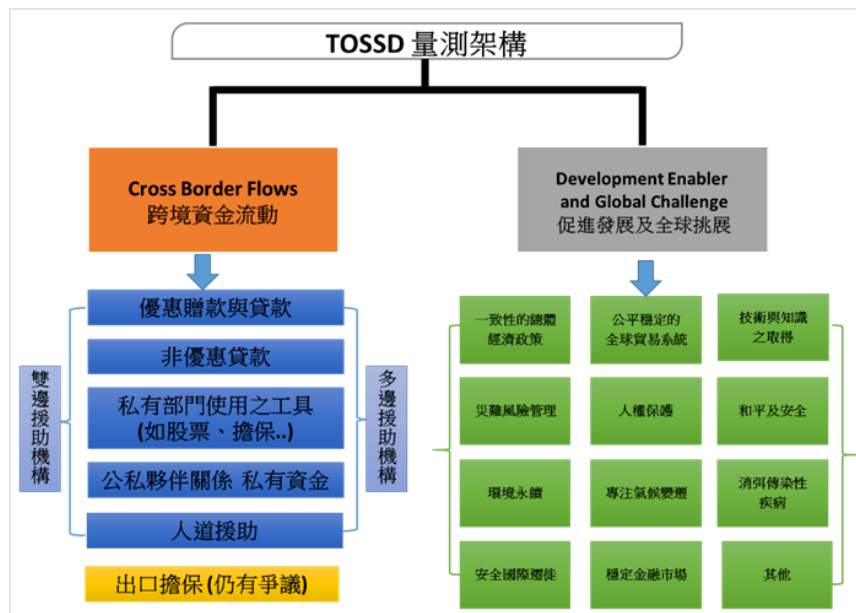 TOSSD 量測架構
Cross Border Flows
跨境資金流動
Development Enabler
and Global Challenge
促進發展及全球挑展
雙邊援助機構
優惠贈款與貸款
非優惠貸款
私有部門使用之工具
(如股票、擔保..)
公私夥伴關係 私有資金
人道援助
多邊援助機構
出口擔保 (仍有爭議)
一致性的總體
經濟政策
公平穩定的
全球貿易系統
技術與知識
之取得
災難風險管理
人權保護
和平及安全
環境永續
專注氣候變遷
消弭傳染性
疾病
安全國際遷徙
穩定金融市場
其他